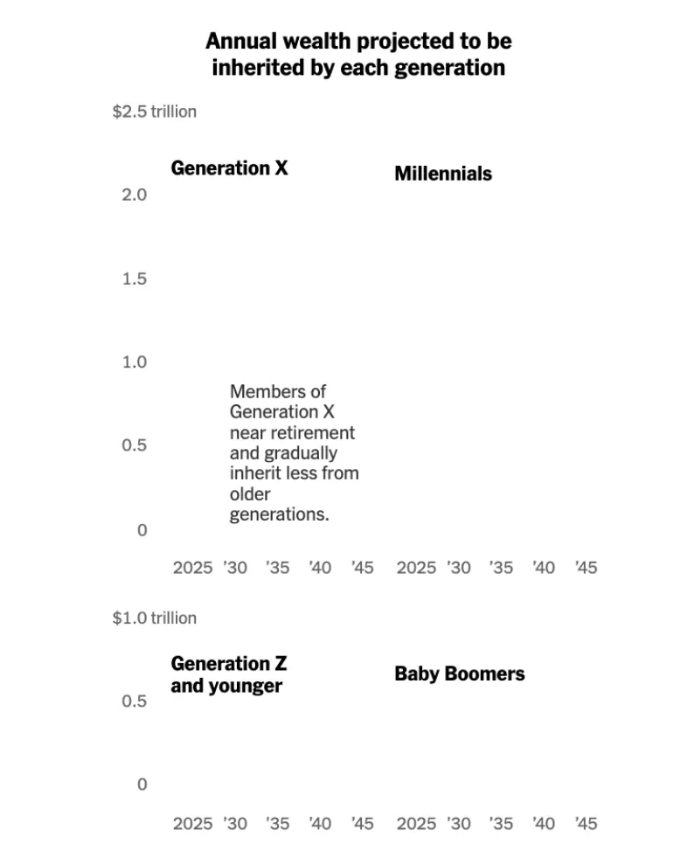 Annual wealth projected to be
inherited by each generation
$2.5 trillion
Generation X
Millennials
2.0
1.5
1.0
Members of
Generation X
near retirement
and gradually
inherit less from
older
generations.
0.5
0
2025 ’30 ’35 ’40 ’45 2025 ’30 ’35 ’40 ’45
$1.0 trillion
Generation Z
and younger
Baby Boomers
0.5
0
2025 ’30 ’35 ’40 ’45 2025 ’30 ’35 ’40 ’45